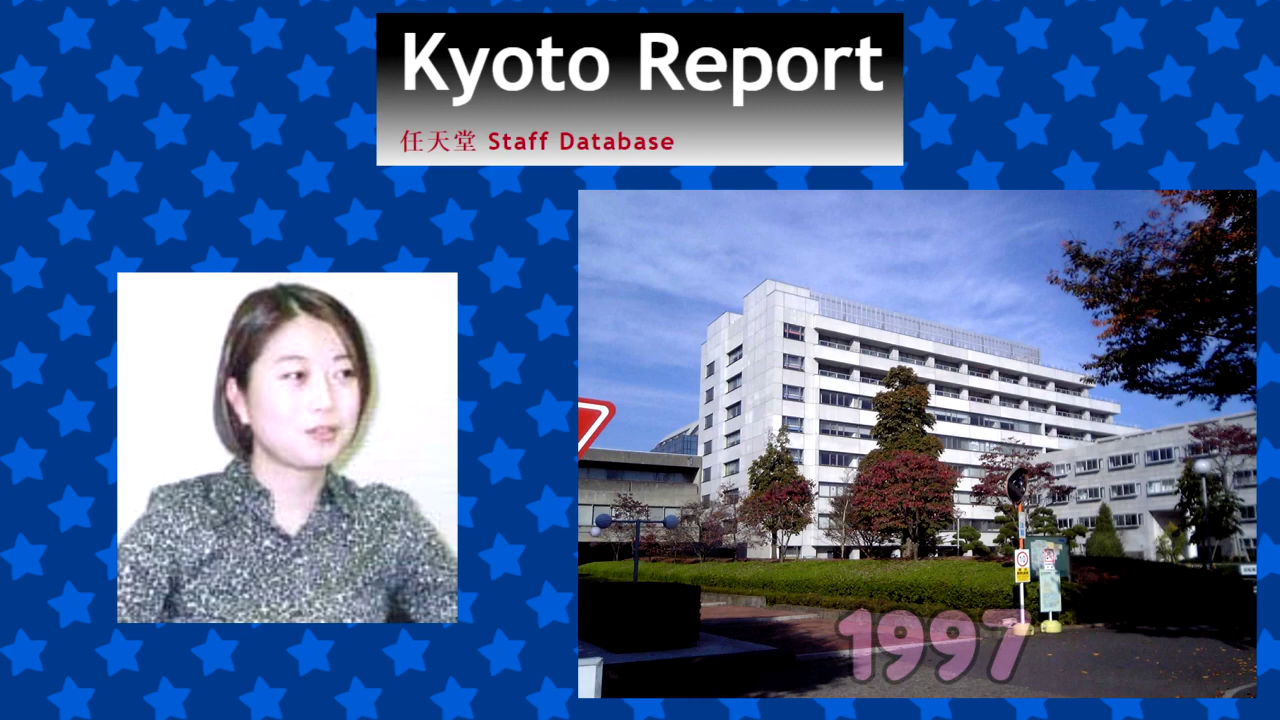 Kyoto Report
任天堂 Staff Database
1997